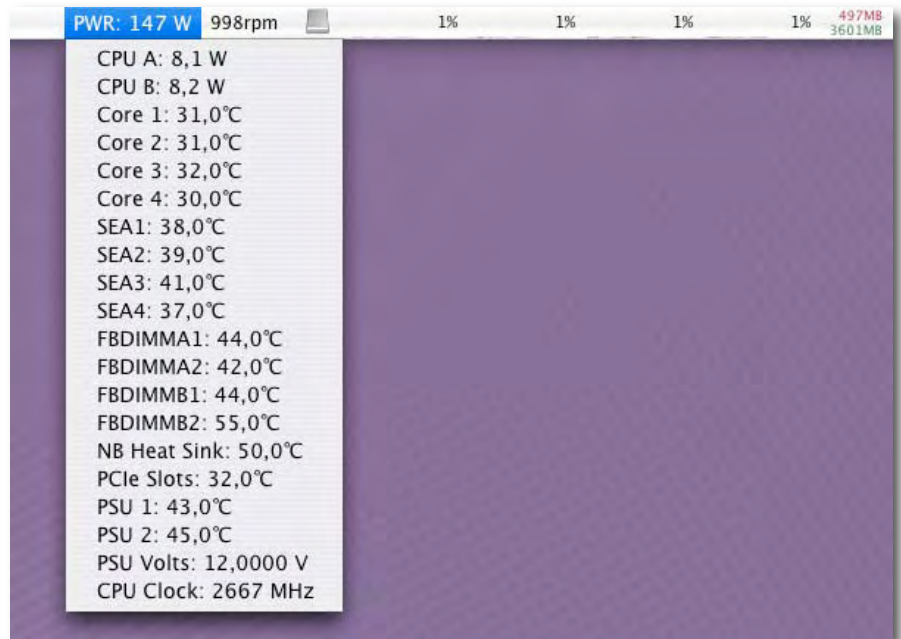 PWR: 147 W 998rpm 1% 1% 1% 1% 497MB
3601MB
CPU A: 8,1 W
CPU B: 8,2 W
Core 1: 31,0℃
Core 2: 31,0℃
Core 3: 32,0℃
Core 4: 30,0℃
SEA1: 38,0℃
SEA2: 39,0℃
SEA3: 41,0℃
SEA4: 37,0℃
FBDIMMA1: 44,0℃
FBDIMMA2: 42,0℃
FBDIMMB1: 44,0℃
FBDIMMB2: 55,0℃
NB Heat Sink: 50,0℃
PCIe Slots: 32,0℃
PSU 1: 43,0℃
PSU 2: 45,0℃
PSU Volts: 12,0000 V
CPU Clock: 2667 MHz